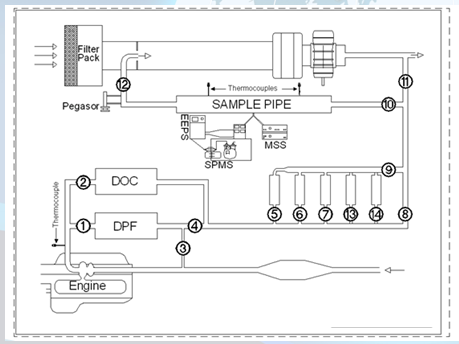 Filter
Pack
12
Pegasor
Thermocouples
SAMPLE PIPE
11
10
EEPS
SPMS
MSS
Thermocouple
2
DOC
1
DPF
4
3
9
5
6
7
13
14
8
Engine